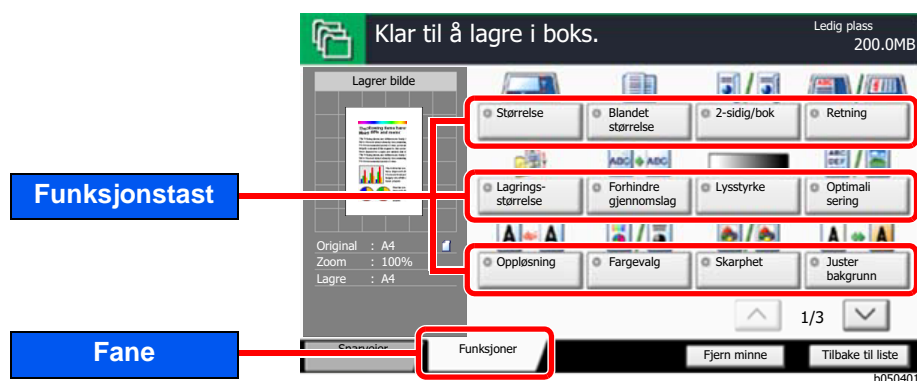 Klar til å lagre i boks.
Ledig plass
200.0MB
Lagrer bilde
Størrelse
Blandet
størrelse
2-sidig/bok
Retning
Funksjonstast
Lagrings-
størrelse
Forhindre
gjennomslag
Lysstyrke
Optimali
sering
Original : A4
Zoom : 100%
Lagre : A4
Oppløsning
Fargevalg
Skarphet
Juster
bakgrunn
1/3
Fane
Snarveier
Funksjoner
Fjern minne
Tilbake til liste
b050401